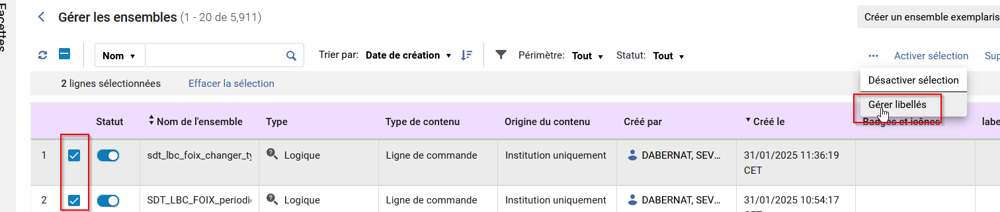 Facettes
Gérer les ensembles (1 - 20 de 5,911)
Créer un ensemble exemplaris
Nom
Trier par: Date de création
Périmètre: Tout
Statut: Tout
Activer sélection
Sup
2 lignes sélectionnées
Effacer la sélection
Désactiver sélection
Gérer libellés
Statut
Nom de l'ensemble
Type
Type de contenu
Origine du contenu
Créé par
Créé le
Badges et icônes
labe
1 sdt_lbc_foix_changer_ty Logique Ligne de commande Institution uniquement DABERNAT, SEV... 31/01/2025 11:36:19
CET
2 SDT_LBC_FOIX_periodi Logique Ligne de commande Institution uniquement DABERNAT, SEV... 31/01/2025 10:54:17